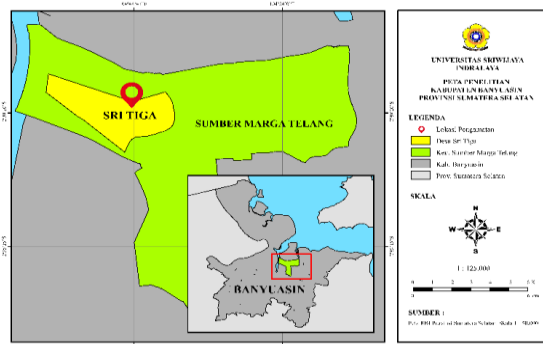 SRI TIGA
SUMBER MARGA TELANG
BANYUASIN
UNIVERSITAS SRIWIJAYA
INDRALAYA
PETA PENELITIAN
KABUPATEN BANYUASIN
PROVINSI SUMATERA SELATAN
LEGENDA
Lokasi Pengamatan
Desa Sri Tiga
Kec. Sumber Marga Telang
Kab. Banyuasin
Prov. Sumatera Selatan
SKALA
N
W
E
S
1 : 125.000
SUMBER :